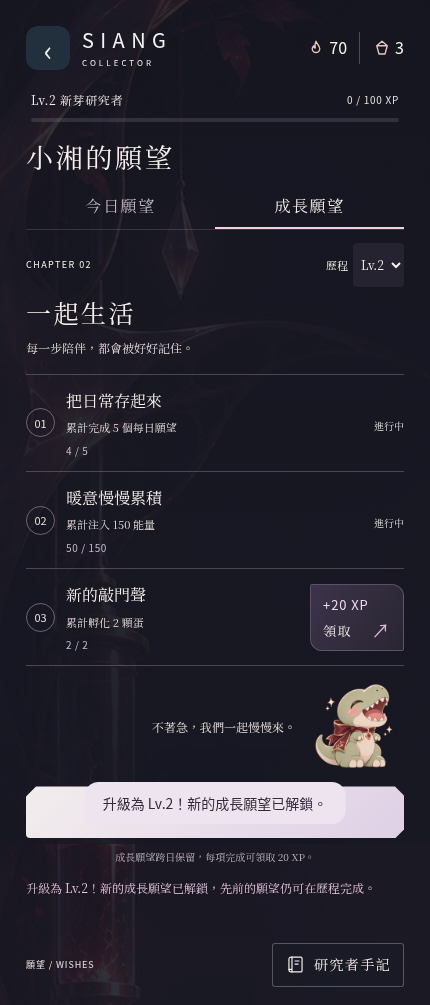 SIANG
COLLECTOR
70
3
Lv.2 新芽研究者
0 / 100 XP
小湘的願望
今日願望
成長願望
CHAPTER 02
歷程
Lv.2
一起生活
每一步陪伴，都會被好好記住。
01
把日常存起來
累計完成 5 個每日願望
4 / 5
進行中
02
暖意慢慢累積
累計注入 150 能量
50 / 150
進行中
03
新的敲門聲
累計孵化 2 顆蛋
2 / 2
+20 XP
領取
不著急，我們一起慢慢來。
升級為 Lv.2！新的成長願望已解鎖。
成長願望跨日保留，每項完成可領取 20 XP。
升級為 Lv.2！新的成長願望已解鎖，先前的願望仍可在歷程完成。
願望 / WISHES
研究者手記